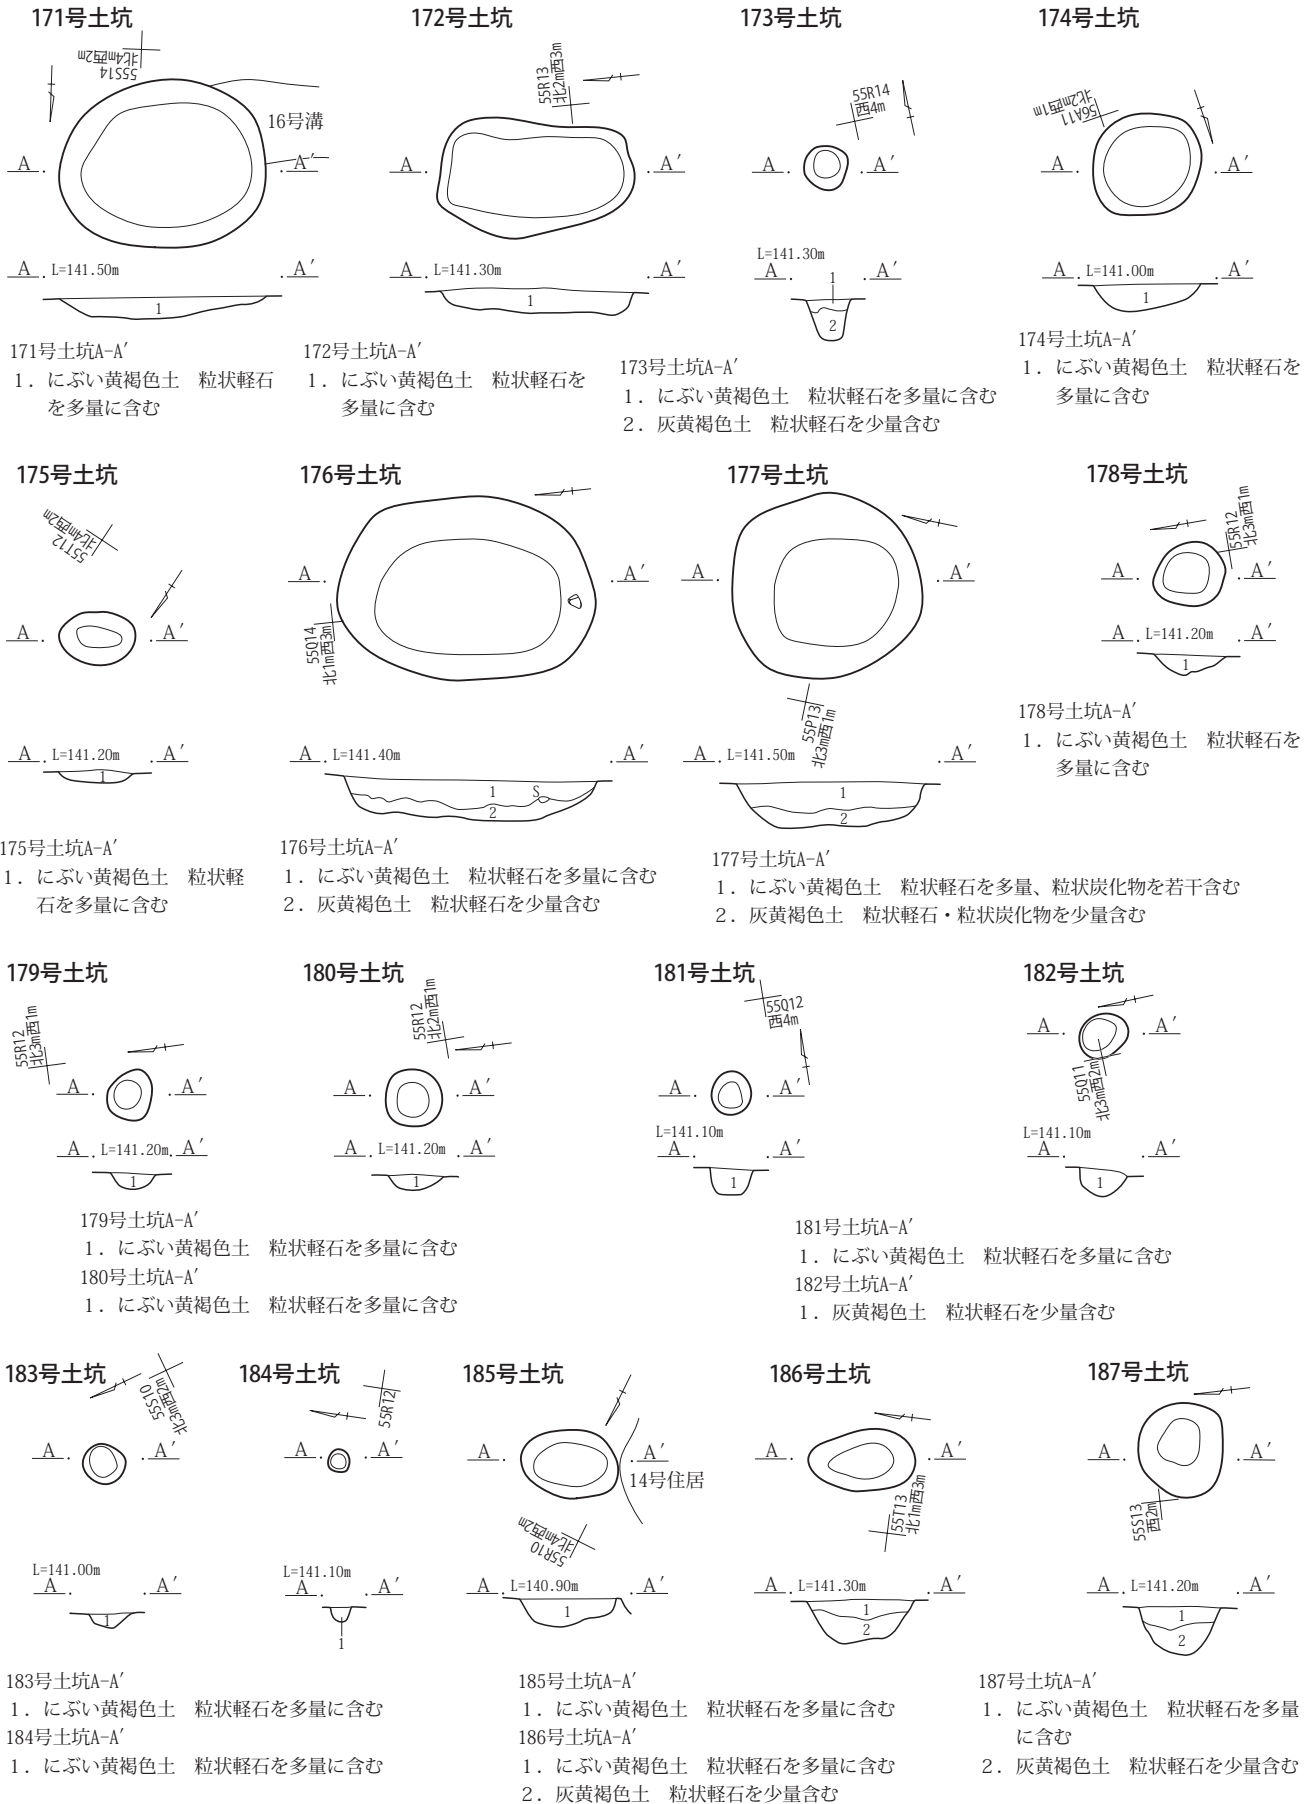 171号土坑
55S14
北4m西2m
16号溝
A A′
A L=141.50m A′
1
171号土坑A-A′
1．にぶい黄褐色土　粒状軽石
を多量に含む
172号土坑
55R13
北2m西3m
A A′
A L=141.30m A′
1
172号土坑A-A′
1．にぶい黄褐色土　粒状軽石を
多量に含む
173号土坑
55R14
西4m
A A′
L=141.30m
A A′
1
2
173号土坑A-A′
1．にぶい黄褐色土　粒状軽石を多量に含む
2．灰黄褐色土　粒状軽石を少量含む
174号土坑
56A11
北2m西1m
A A′
A L=141.00m A′
1
174号土坑A-A′
1．にぶい黄褐色土　粒状軽石を
多量に含む
175号土坑
55T12
北4m西2m
A A′
A L=141.20m A′
1
175号土坑A-A′
1．にぶい黄褐色土　粒状軽
石を多量に含む
176号土坑
A A′
55Q14
北1m西3m
A L=141.40m A′
1 S
2
176号土坑A-A′
1．にぶい黄褐色土　粒状軽石を多量に含む
2．灰黄褐色土　粒状軽石を少量含む
177号土坑
A A′
55P13
北3m西1m
A L=141.50m A′
1
2
177号土坑A-A′
1．にぶい黄褐色土　粒状軽石を多量、粒状炭化物を若干含む
2．灰黄褐色土　粒状軽石・粒状炭化物を少量含む
178号土坑
55R12
北3m西1m
A A′
A L=141.20m A′
1
178号土坑A-A′
1．にぶい黄褐色土　粒状軽石を
多量に含む
179号土坑
55R12
北3m西1m
A A′
A L=141.20m A′
1
180号土坑
55R12
北2m西1m
A A′
A L=141.20m A′
1
179号土坑A-A′
1．にぶい黄褐色土　粒状軽石を多量に含む
180号土坑A-A′
1．にぶい黄褐色土　粒状軽石を多量に含む
181号土坑
55Q12
西4m
A A′
L=141.10m
A A′
1
182号土坑
A A′
55Q11
北3m西2m
L=141.10m
A A′
1
181号土坑A-A′
1．にぶい黄褐色土　粒状軽石を多量に含む
182号土坑A-A′
1．灰黄褐色土　粒状軽石を少量含む
183号土坑
55S10
北3m西2m
A A′
L=141.00m
A A′
1
184号土坑
55R12
A A′
L=141.10m
A A′
1
183号土坑A-A′
1．にぶい黄褐色土　粒状軽石を多量に含む
184号土坑A-A′
1．にぶい黄褐色土　粒状軽石を多量に含む
185号土坑
A A′
14号住居
55R10
北4m西2m
A L=140.90m A′
1
186号土坑
A A′
55T13
北1m西3m
A L=141.30m A′
1
2
185号土坑A-A′
1．にぶい黄褐色土　粒状軽石を多量に含む
186号土坑A-A′
1．にぶい黄褐色土　粒状軽石を多量に含む
2．灰黄褐色土　粒状軽石を少量含む
187号土坑
A A′
55S13
西2m
A L=141.20m A′
1
2
187号土坑A-A′
1．にぶい黄褐色土　粒状軽石を多量
に含む
2．灰黄褐色土　粒状軽石を少量含む